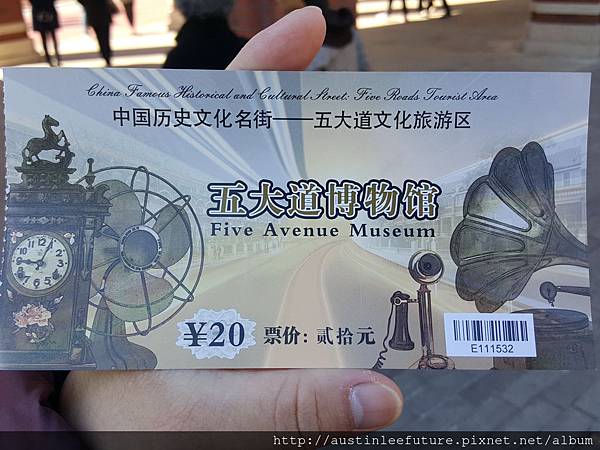 China Famous Historical and Cultural Street: Five Roads Tourist Area
中国历史文化名街——五大道文化旅游区
五大道博物馆
Five Avenue Museum
¥20 票价：贰拾元
E111532
http://austinleefuture.pixnet.net/album